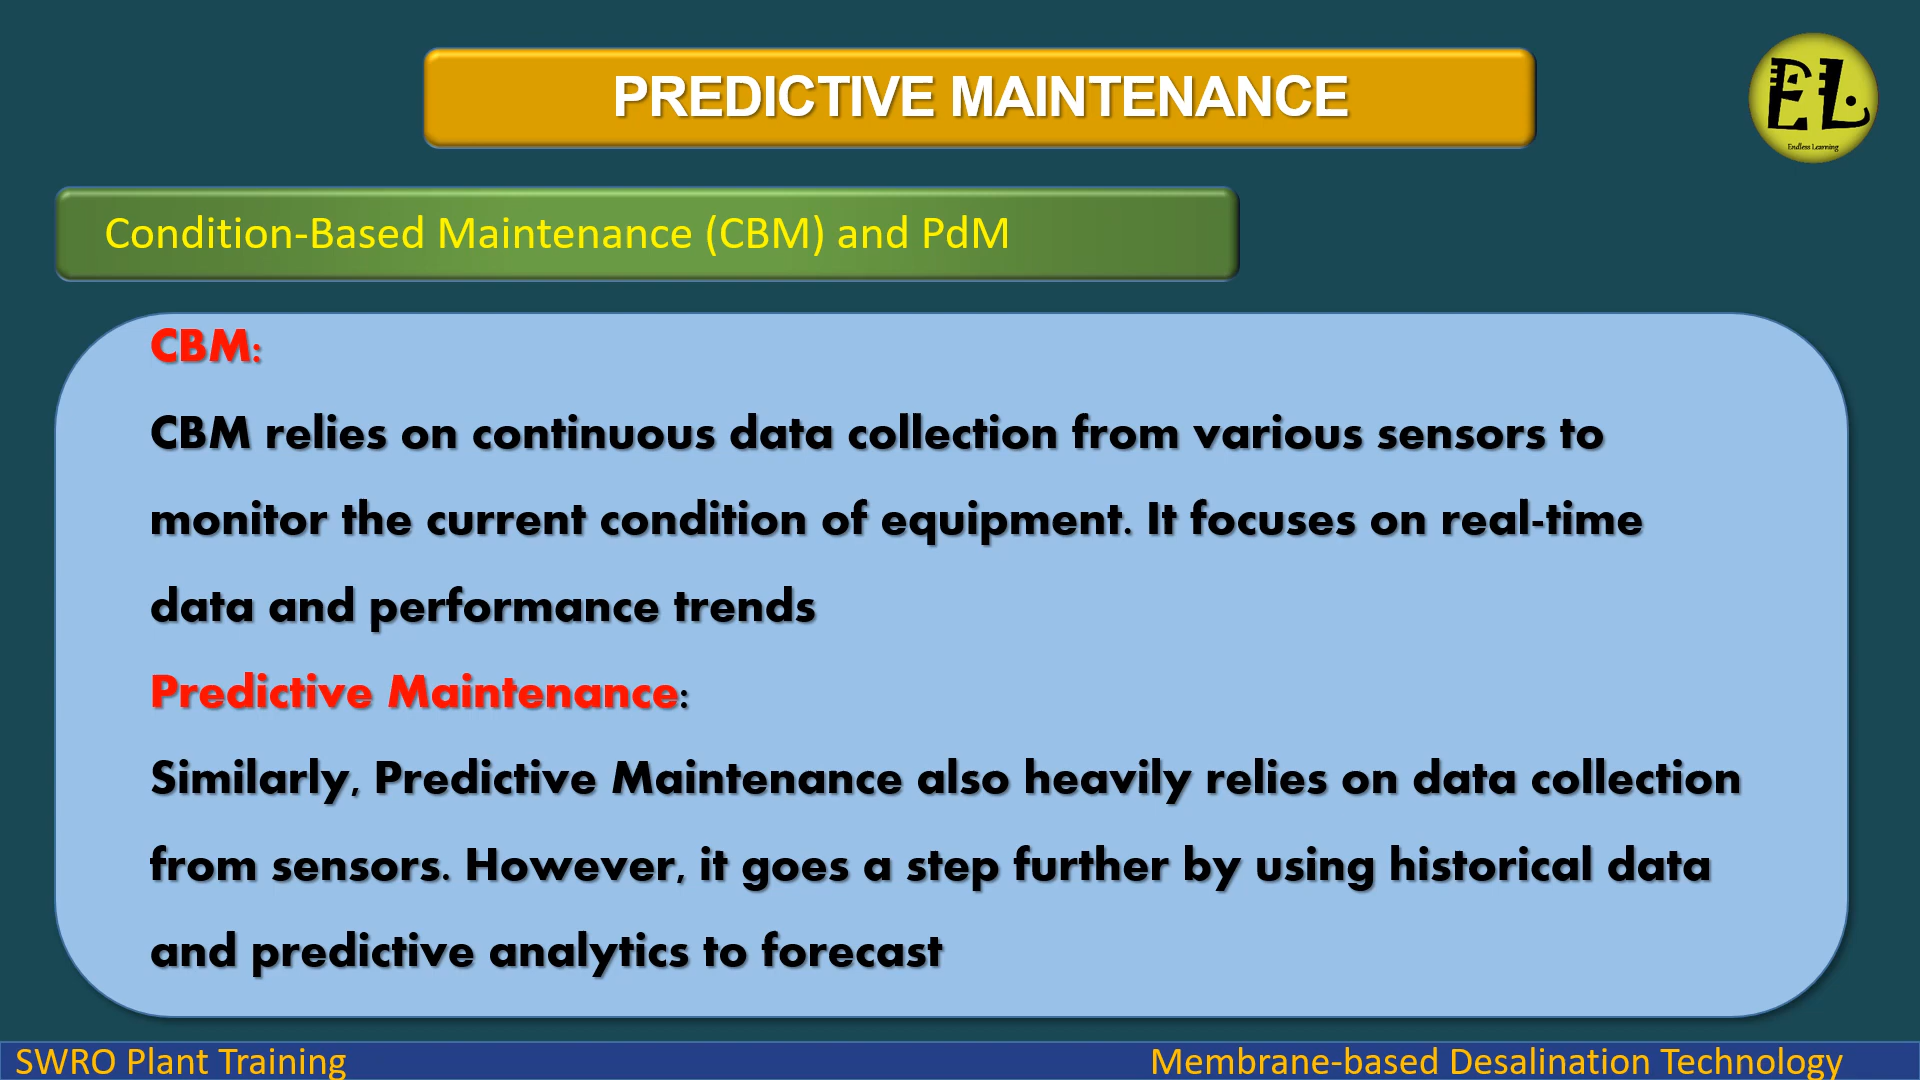 PREDICTIVE MAINTENANCE
EL
Endless Learning
Condition-Based Maintenance (CBM) and PdM
CBM:
CBM relies on continuous data collection from various sensors to
monitor the current condition of equipment. It focuses on real-time
data and performance trends
Predictive Maintenance:
Similarly, Predictive Maintenance also heavily relies on data collection
from sensors. However, it goes a step further by using historical data
and predictive analytics to forecast
SWRO Plant Training
Membrane-based Desalination Technology